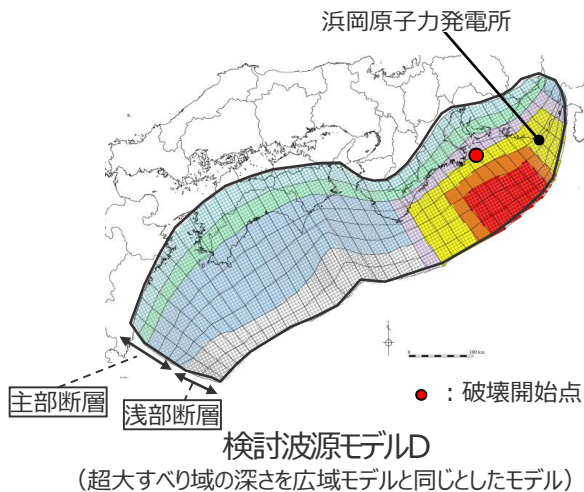 浜岡原子力発電所
100 km
主部断層
浅部断層
：破壊開始点
検討波源モデルD
（超大すべり域の深さを広域モデルと同じとしたモデル）